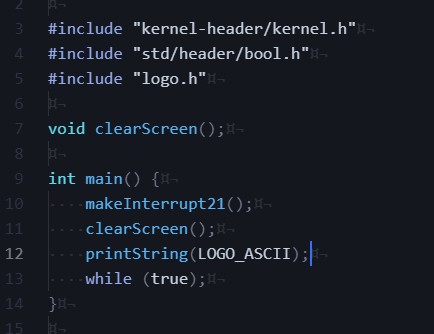 2
3 #include "kernel-header/kernel.h"¤¬
4 #include "std/header/bool.h"¤¬
5 #include "logo.h"¤¬
6 ¤¬
7 void clearScreen();¤¬
8 ¤¬
9 int main() {¤¬
10 ····makeInterrupt21();¤¬
11 ····clearScreen();¤¬
12 ····printString(LOGO_ASCII);¤¬
13 ····while (true);¤¬
14 }¤¬
15 ¤¬